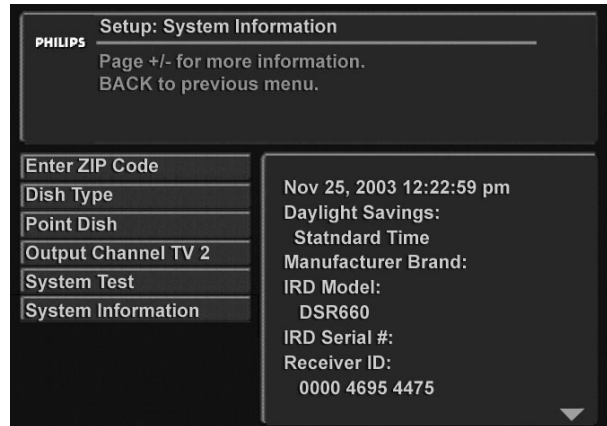 Setup: System Information
PHILIPS
Page +/- for more information.
BACK to previous menu.
Enter ZIP Code
Dish Type
Point Dish
Output Channel TV 2
System Test
System Information
Nov 25, 2003 12:22:59 pm
Daylight Savings:
Statndard Time
Manufacturer Brand:
IRD Model:
DSR660
IRD Serial #:
Receiver ID:
0000 4695 4475